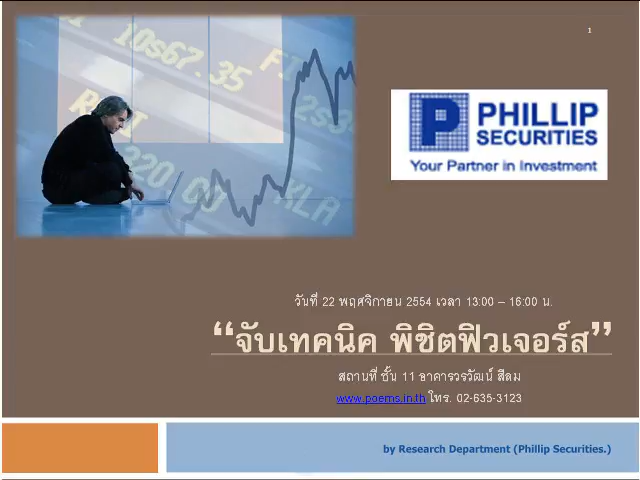 1
10s67.35
PHILLIP
SECURITIES
Your Partner in Investment
KLA
วันที่ 22 พฤศจิกายน 2554 เวลา 13:00 – 16:00 น.
“จับเทคนิค พิชิตฟิวเจอร์ส”
สถานที่ ชั้น 11 อาคารวรวัฒน์ สีลม
www.poems.in.th โทร. 02-635-3123
by Research Department (Phillip Securities.)